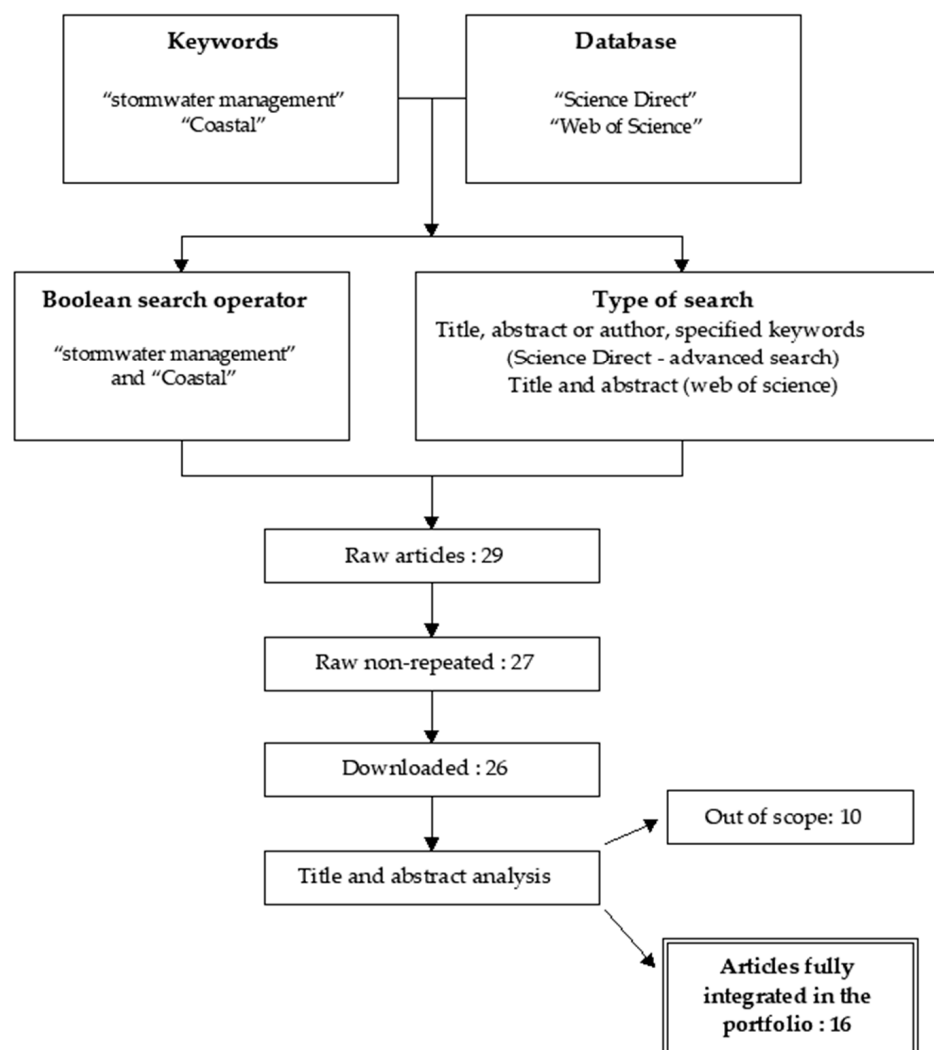 Keywords
“stormwater management”
“Coastal”
Database
“Science Direct”
“Web of Science”
Boolean search operator
“stormwater management”
and “Coastal”
Type of search
Title, abstract or author, specified keywords
(Science Direct - advanced search)
Title and abstract (web of science)
Raw articles : 29
Raw non-repeated : 27
Downloaded : 26
Title and abstract analysis
Out of scope: 10
Articles fully
integrated in the
portfolio : 16